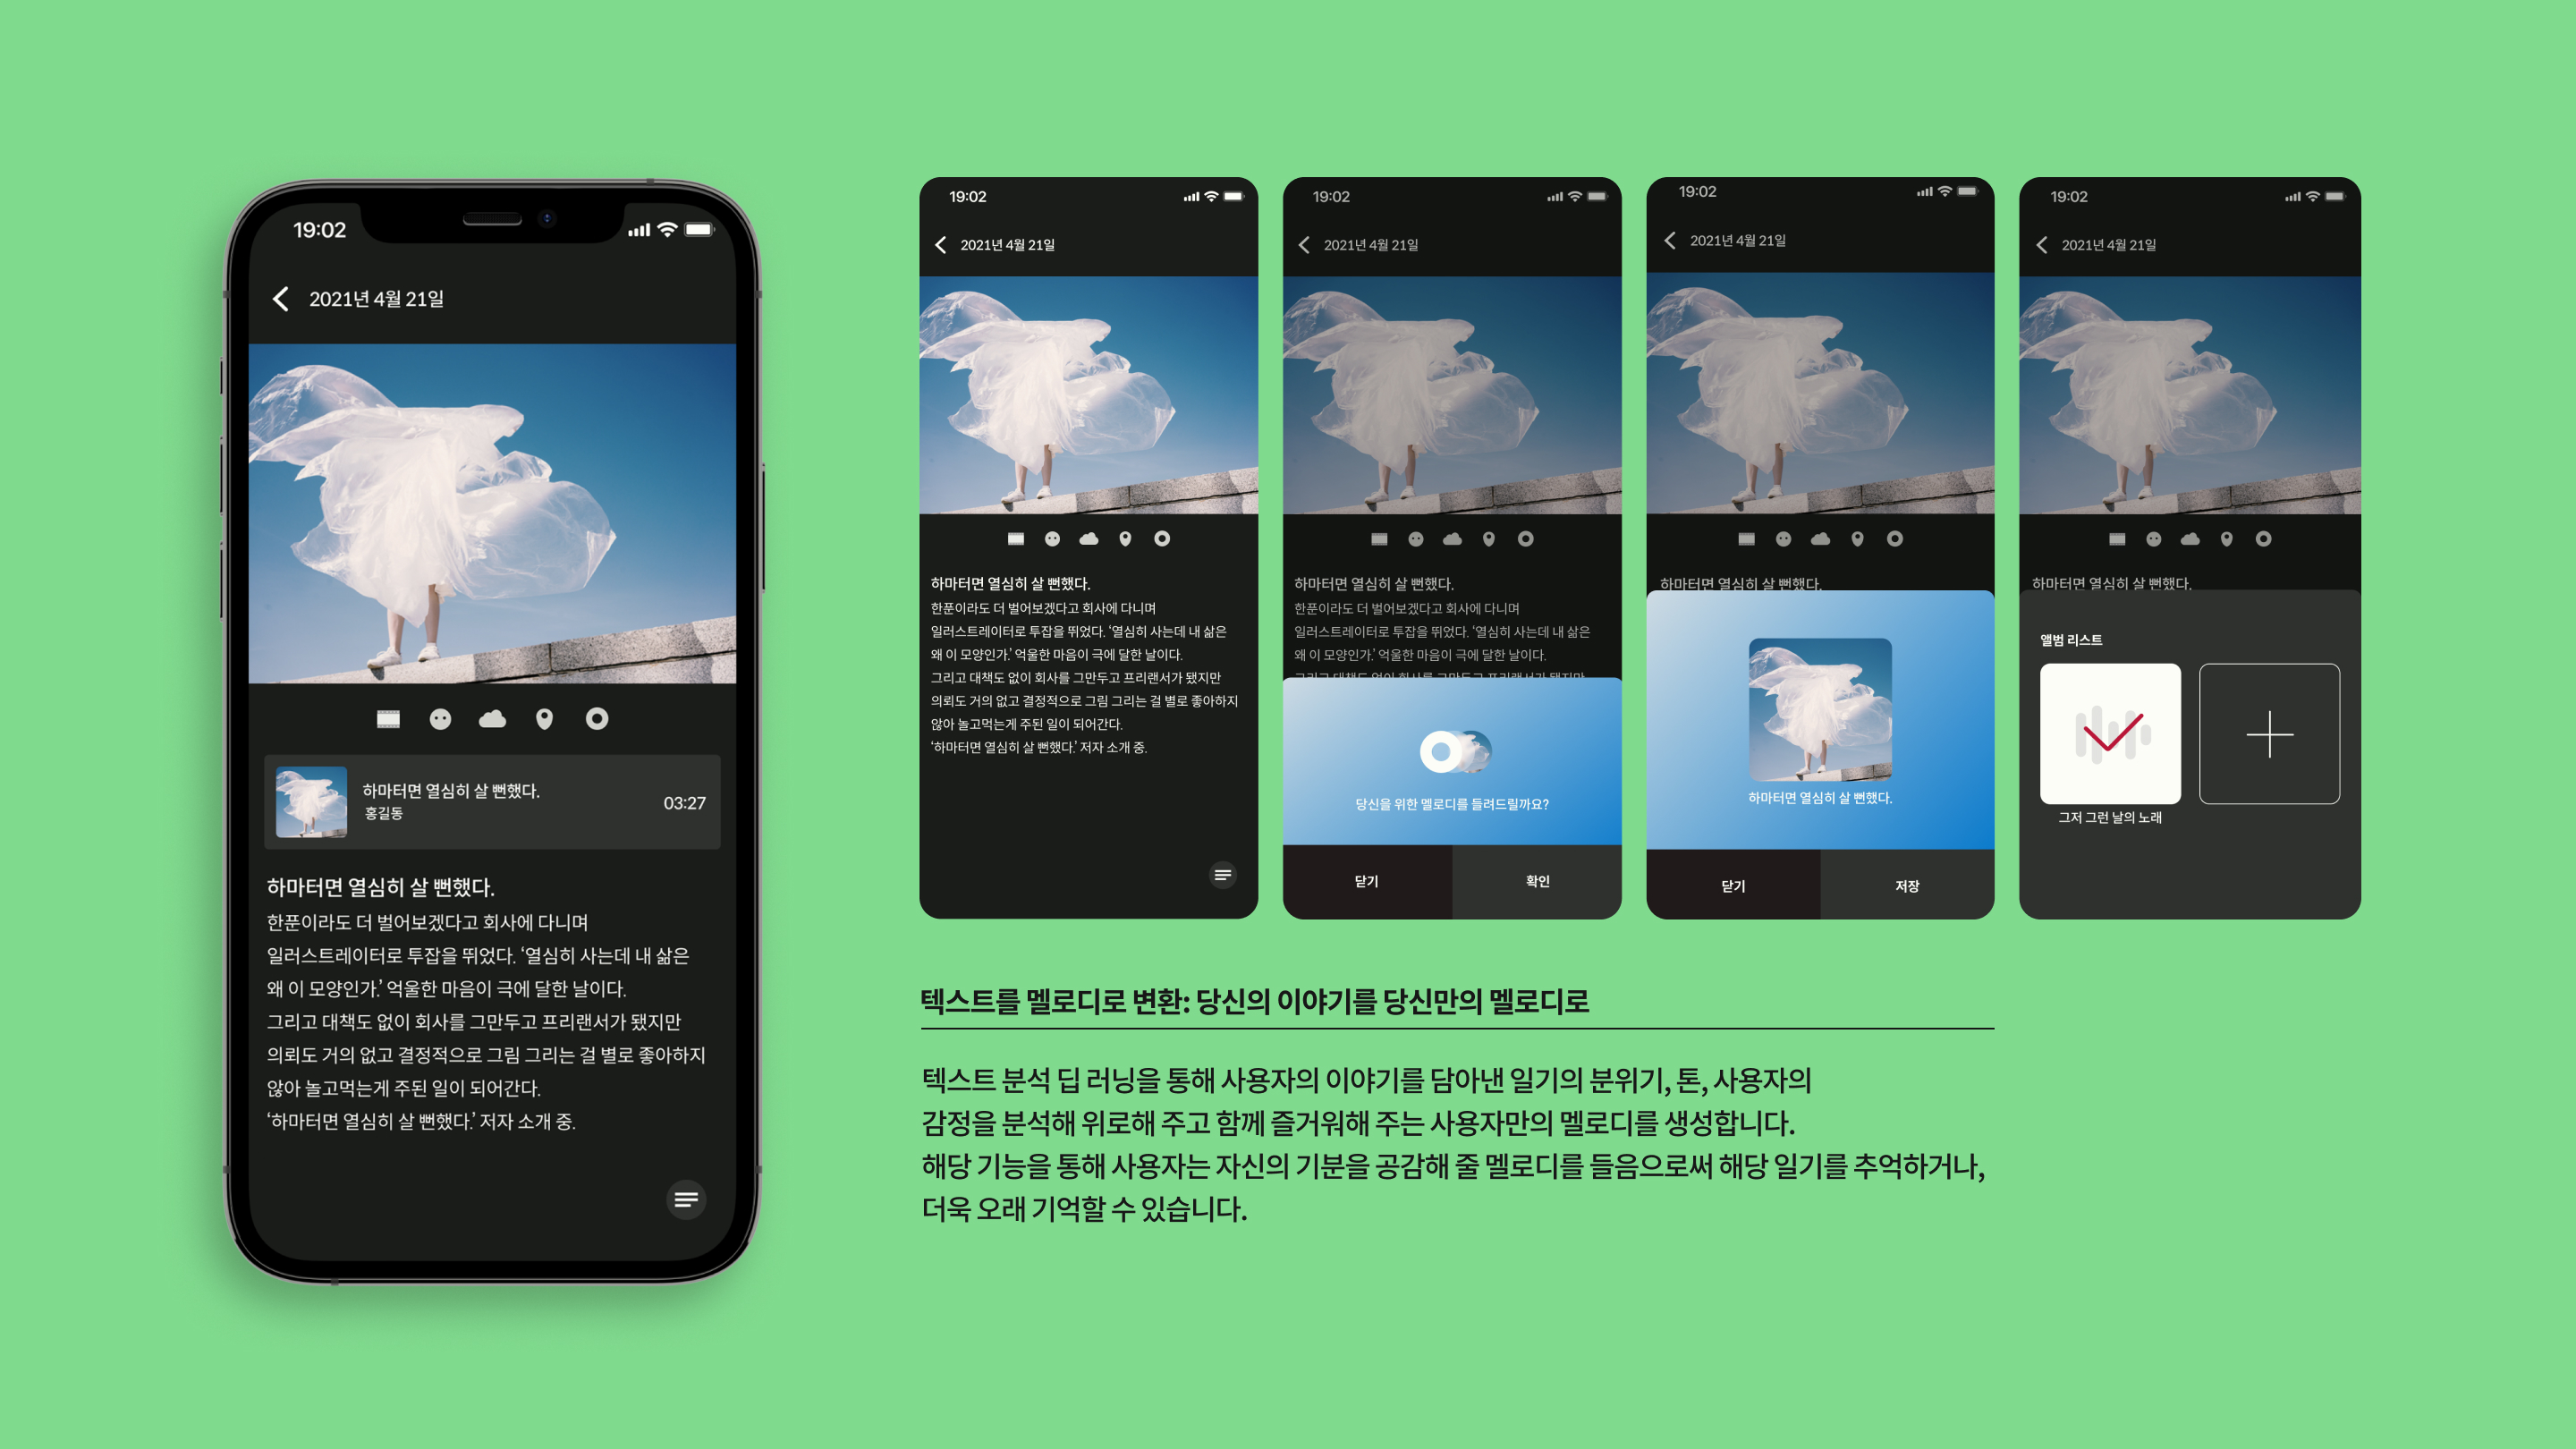 19:02
2021년 4월 21일
하마터면 열심히 살 뻔했다.
홍길동
03:27
하마터면 열심히 살 뻔했다.
한푼이라도 더 벌어보겠다고 회사에 다니며
일러스트레이터로 투잡을 뛰었다. ‘열심히 사는데 내 삶은
왜 이 모양인가.’ 억울한 마음이 극에 달한 날이다.
그리고 대책도 없이 회사를 그만두고 프리랜서가 됐지만
의뢰도 거의 없고 결정적으로 그림 그리는 걸 별로 좋아하지
않아 놀고먹는게 주된 일이 되어간다.
‘하마터면 열심히 살 뻔했다.’ 저자 소개 중.
19:02
2021년 4월 21일
하마터면 열심히 살 뻔했다.
한푼이라도 더 벌어보겠다고 회사에 다니며
일러스트레이터로 투잡을 뛰었다. ‘열심히 사는데 내 삶은
왜 이 모양인가.’ 억울한 마음이 극에 달한 날이다.
그리고 대책도 없이 회사를 그만두고 프리랜서가 됐지만
의뢰도 거의 없고 결정적으로 그림 그리는 걸 별로 좋아하지
않아 놀고먹는게 주된 일이 되어간다.
‘하마터면 열심히 살 뻔했다.’ 저자 소개 중.
19:02
2021년 4월 21일
하마터면 열심히 살 뻔했다.
한푼이라도 더 벌어보겠다고 회사에 다니며
일러스트레이터로 투잡을 뛰었다. ‘열심히 사는데 내 삶은
왜 이 모양인가.’ 억울한 마음이 극에 달한 날이다.
그리고 대책도 없이 회사를 그만두고 프리랜서가 됐지만
당신을 위한 멜로디를 들려드릴까요?
닫기
확인
19:02
2021년 4월 21일
하마터면 열심히 살 뻔했다.
하마터면 열심히 살 뻔했다.
닫기
저장
19:02
2021년 4월 21일
하마터면 열심히 살 뻔했다.
앨범 리스트
그저 그런 날의 노래
텍스트를 멜로디로 변환: 당신의 이야기를 당신만의 멜로디로
텍스트 분석 딥 러닝을 통해 사용자의 이야기를 담아낸 일기의 분위기, 톤, 사용자의
감정을 분석해 위로해 주고 함께 즐거워해 주는 사용자만의 멜로디를 생성합니다.
해당 기능을 통해 사용자는 자신의 기분을 공감해 줄 멜로디를 들음으로써 해당 일기를 추억하거나,
더욱 오래 기억할 수 있습니다.